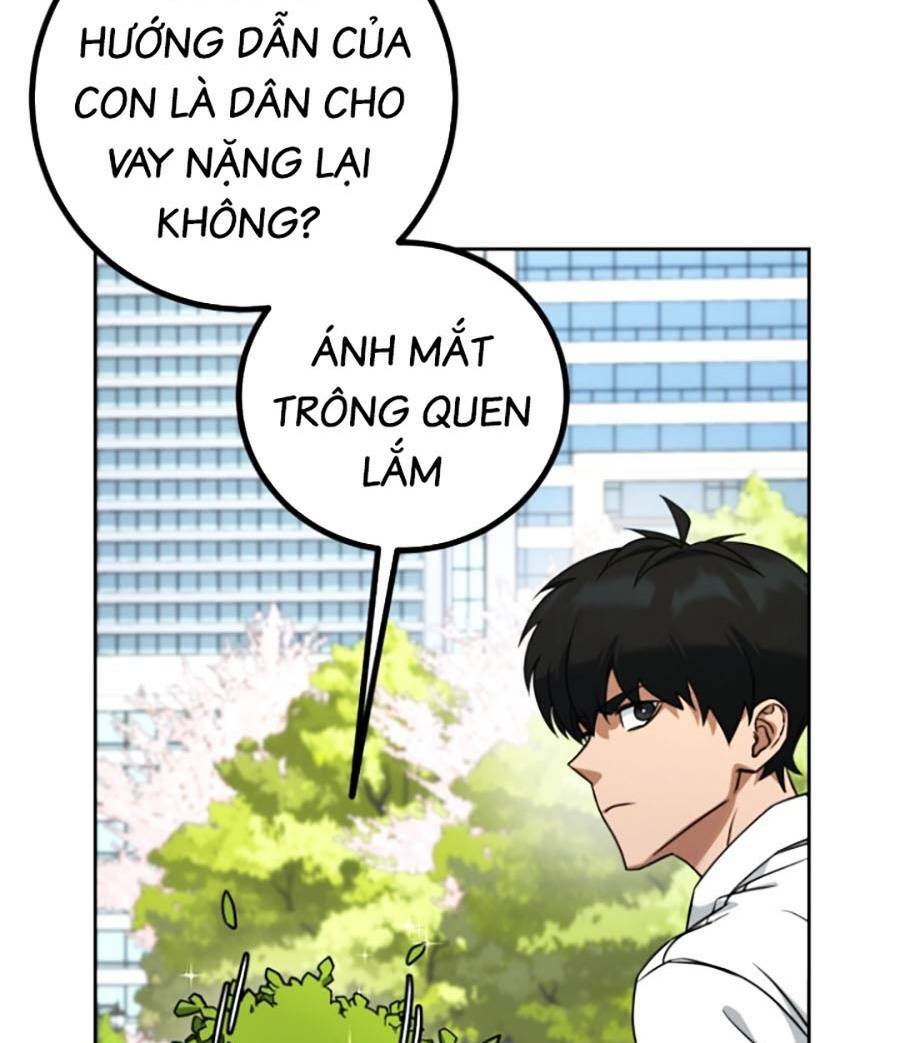 HƯỚNG DẪN CỦA
CON LÀ DÂN CHO
VAY NẶNG LẠI
KHÔNG?
ÁNH MẮT
TRÔNG QUEN
LẮM